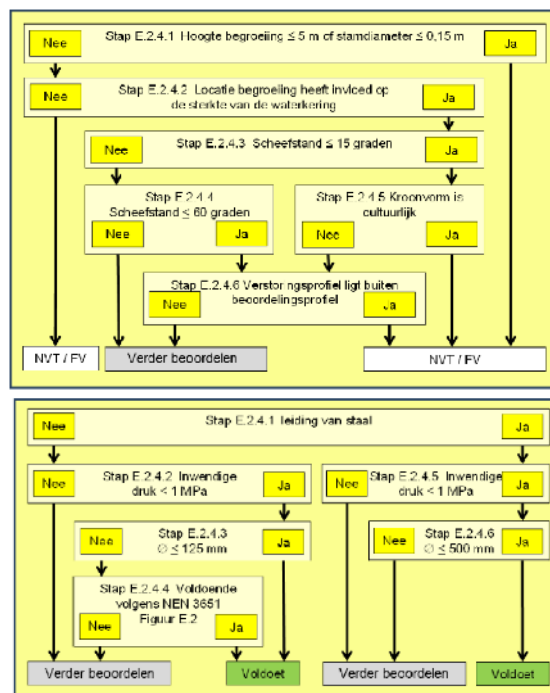 Stap E.2.4.1 Hoogte begroeiing ≤ 5 m of stamdiameter ≤ 0,15 m
Nee
Ja
Stap E.2.4.2 Locatie begroeiing heeft invloed op
de sterkte van de waterkering
Nee
Ja
Stap E.2.4.3 Scheefstand ≤ 15 graden
Nee
Ja
Stap E.2.4.4
Scheefstand ≤ 60 graden
Nee
Ja
Stap E.2.4.5 Kroonvorm is
cultuurlijk
Nee
Ja
Stap E.2.4.6 Verstoringsprofiel ligt buiten
beoordelingsprofiel
Nee
Ja
NVT / FV
Verder beoordelen
NVT / FV
Stap E.2.4.1 leiding van staal
Nee
Ja
Stap E.2.4.2 Inwendige
druk < 1 MPa
Nee
Ja
Stap E.2.4.5 Inwendige
druk < 1 MPa
Nee
Ja
Stap E.2.4.3
∅ ≤ 125 mm
Nee
Ja
Stap E.2.4.6
∅ ≤ 500 mm
Nee
Ja
Stap E.2.4.4 Voldoende
volgens NEN 3651
Figuur E.2
Nee
Ja
Verder beoordelen
Voldoet
Verder beoordelen
Voldoet